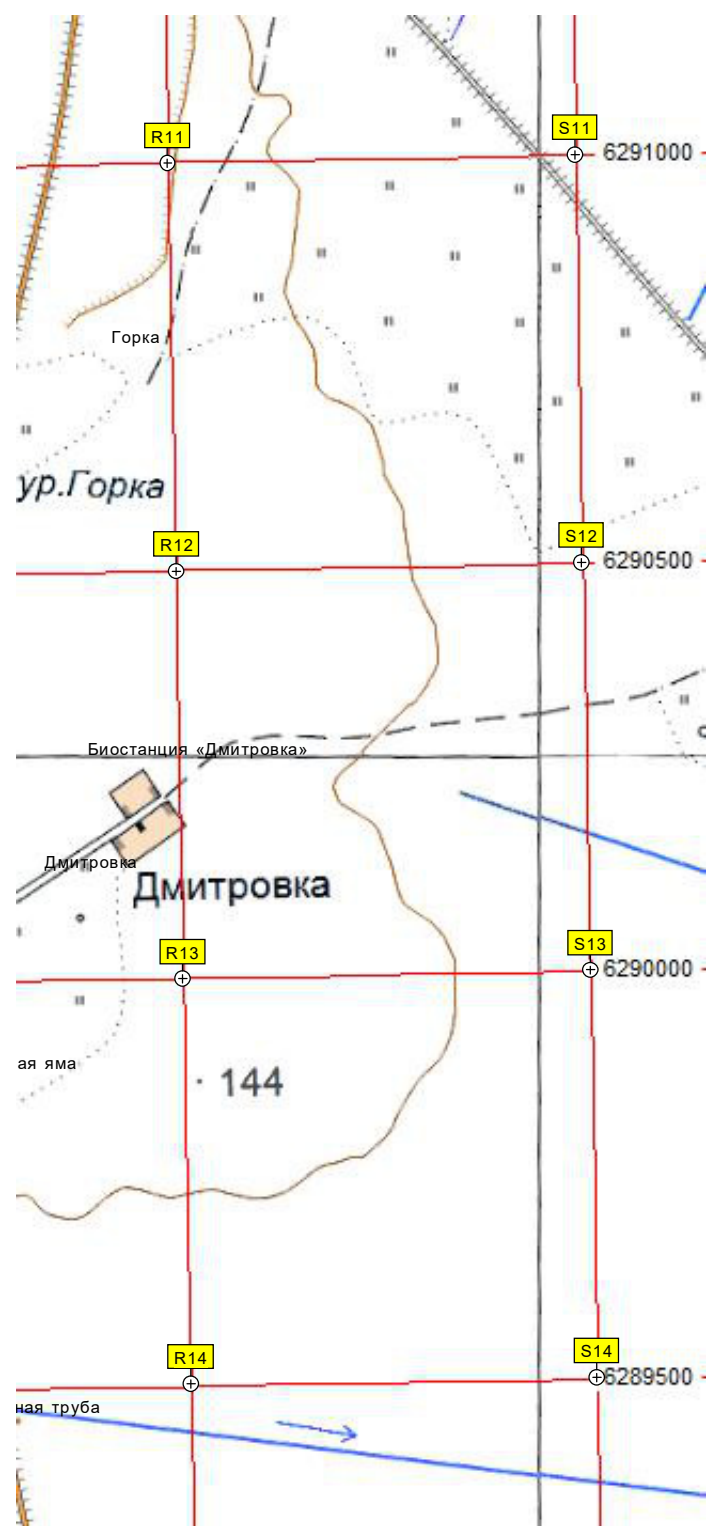 S11
R11
6291000
Горка
ур.Горка
S12
R12
6290500
Биостанция «Дмитровка»
Дмитровка
Дмитровка
S13
R13
6290000
ая яма
144
S14
R14
6289500
ная труба